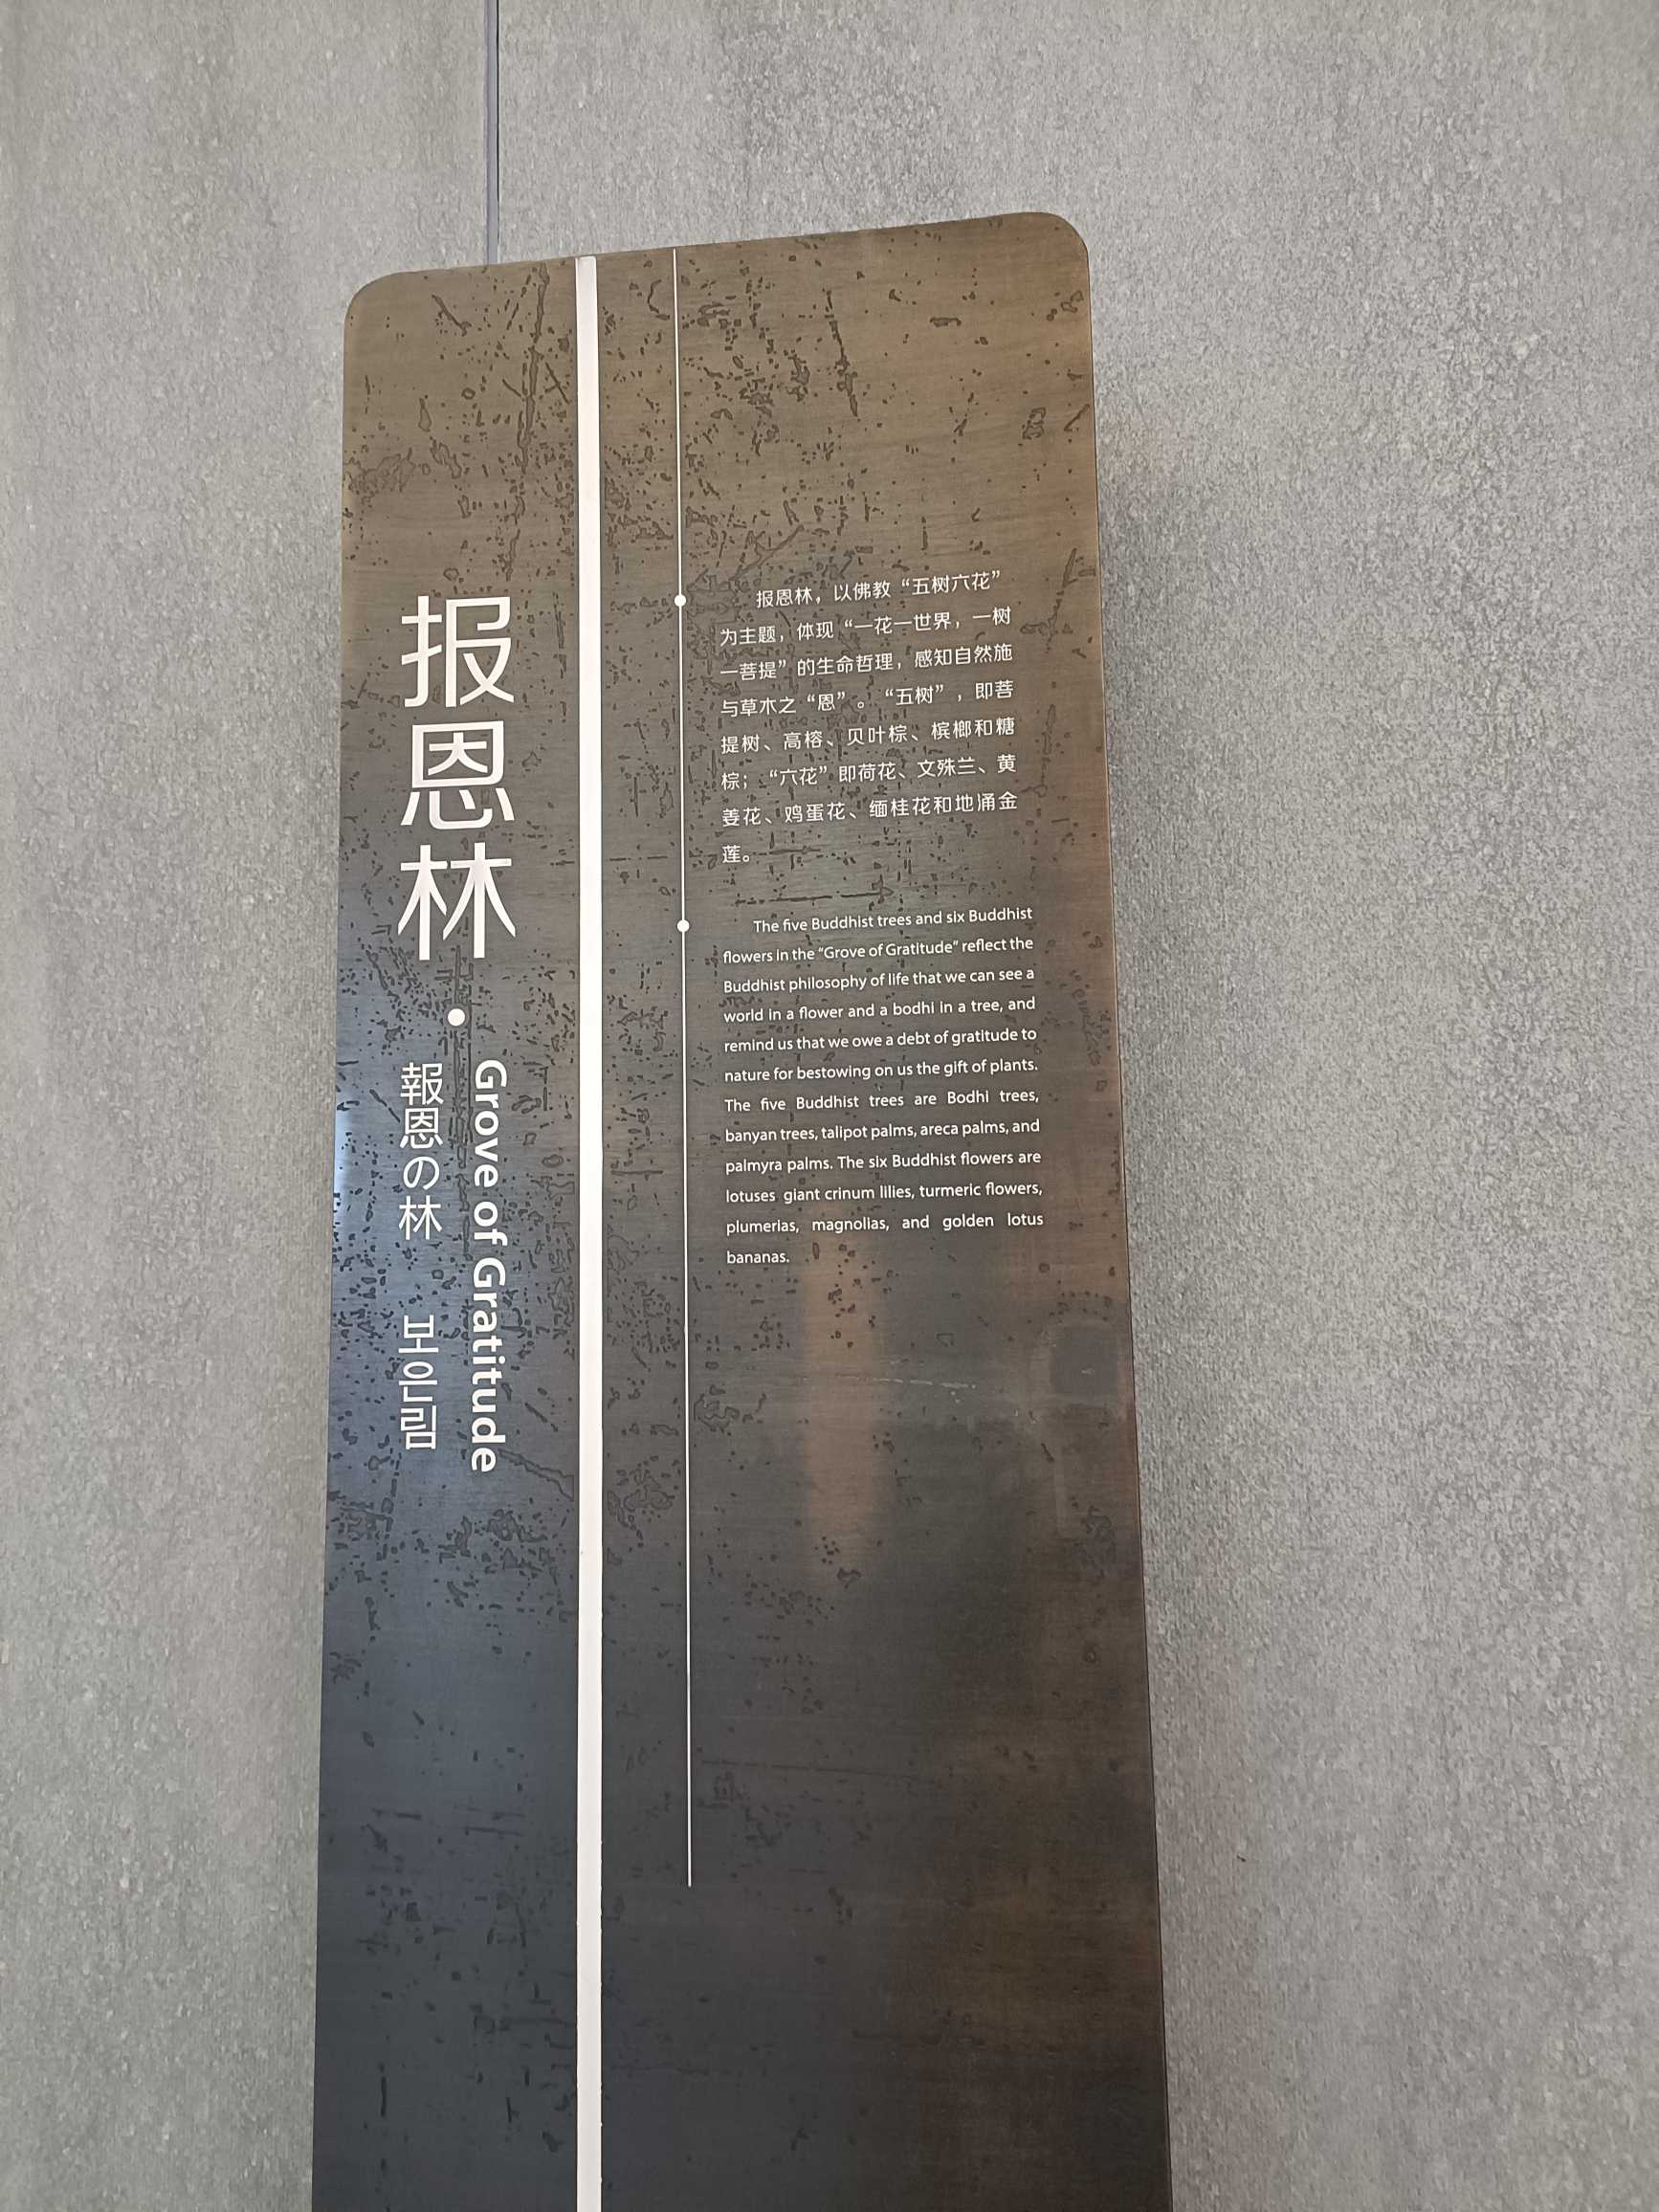 报恩林
Grove of Gratitude
報恩の林
보은림
报恩林，以佛教“五树六花”
为主题，体现“一花一世界，一树
一菩提”的生命哲理，感知自然施
与草木之“恩”。“五树”，即菩
提树、高榕、贝叶棕、槟榔和糖
棕；“六花”即荷花、文殊兰、黄
姜花、鸡蛋花、缅桂花和地涌金
莲。
The five Buddhist trees and six Buddhist
flowers in the “Grove of Gratitude” reflect the
Buddhist philosophy of life that we can see a
world in a flower and a bodhi in a tree, and
remind us that we owe a debt of gratitude to
nature for bestowing on us the gift of plants.
The five Buddhist trees are Bodhi trees,
banyan trees, talipot palms, areca palms, and
palmyra palms. The six Buddhist flowers are
lotuses giant crinum lilies, turmeric flowers,
plumerias, magnolias, and golden lotus
bananas.